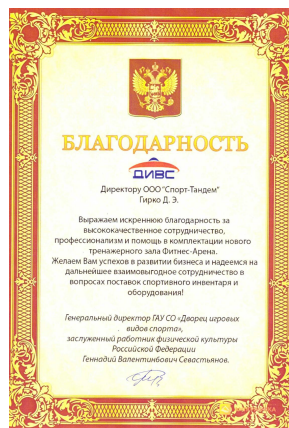 БЛАГОДАРНОСТЬ
ДИВС
Директору ООО "Спорт-Тандем"
Гирко Д. Э.
Выражаем искреннюю благодарность за
высококачественное сотрудничество,
профессионализм и помощь в комплектации нового
тренажерного зала Фитнес-Арена.
Желаем Вам успехов в развитии бизнеса и надеемся на
дальнейшее взаимовыгодное сотрудничество в
вопросах поставок спортивного инвентаря и
оборудования!
Генеральный директор ГАУ СО «Дворец игровых
. видов спорта»,
заслуженный работник физической культуры
Российской Федерации
Геннадий Валентинбович Севастьянов.